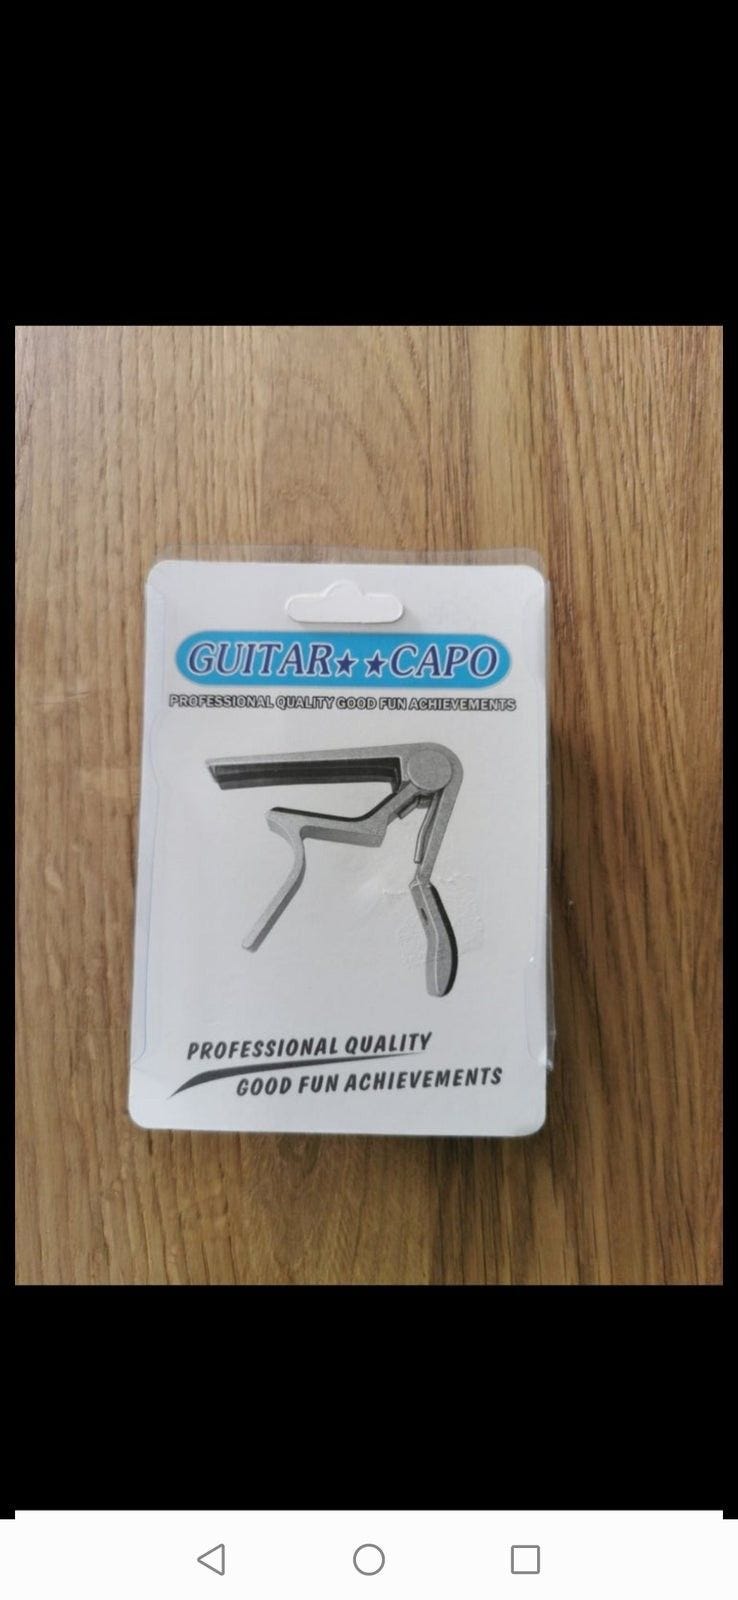 GUITAR★★CAPO
PROFESSIONAL QUALITY GOOD FUN ACHIEVEMENTS
PROFESSIONAL QUALITY
GOOD FUN ACHIEVEMENTS